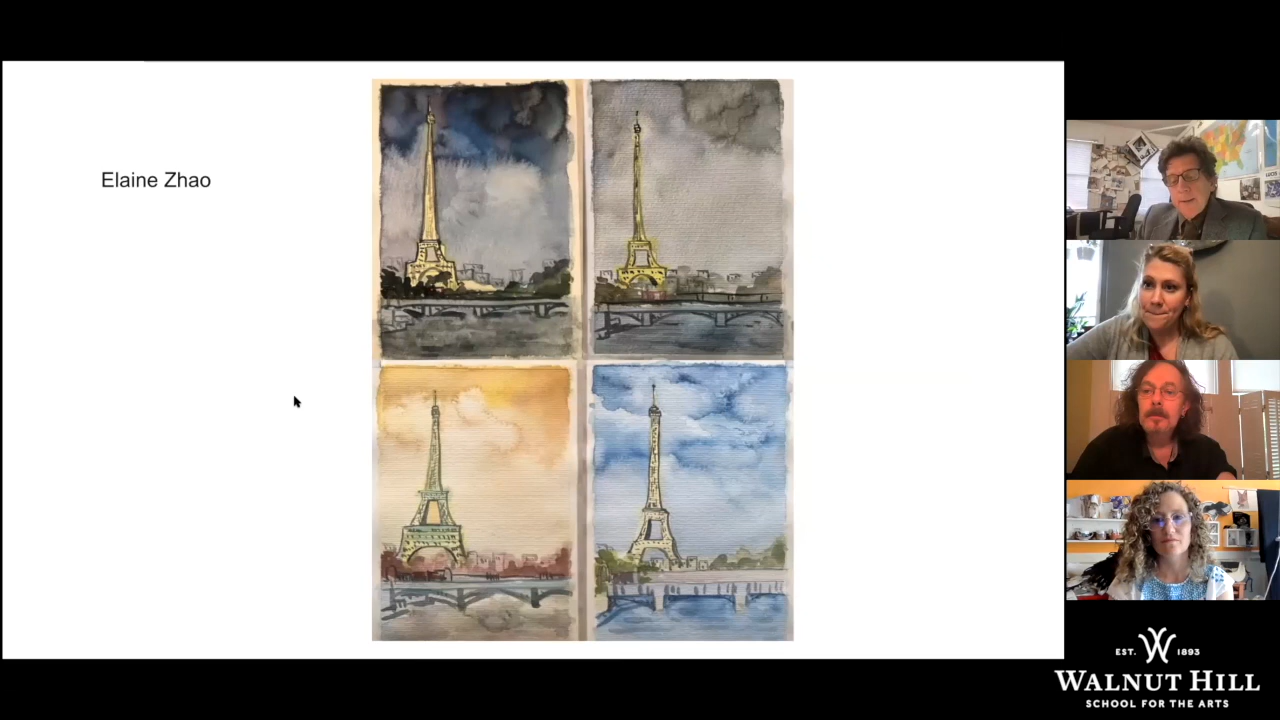 Elaine Zhao
EST. 1893
WALNUT HILL
SCHOOL FOR THE ARTS